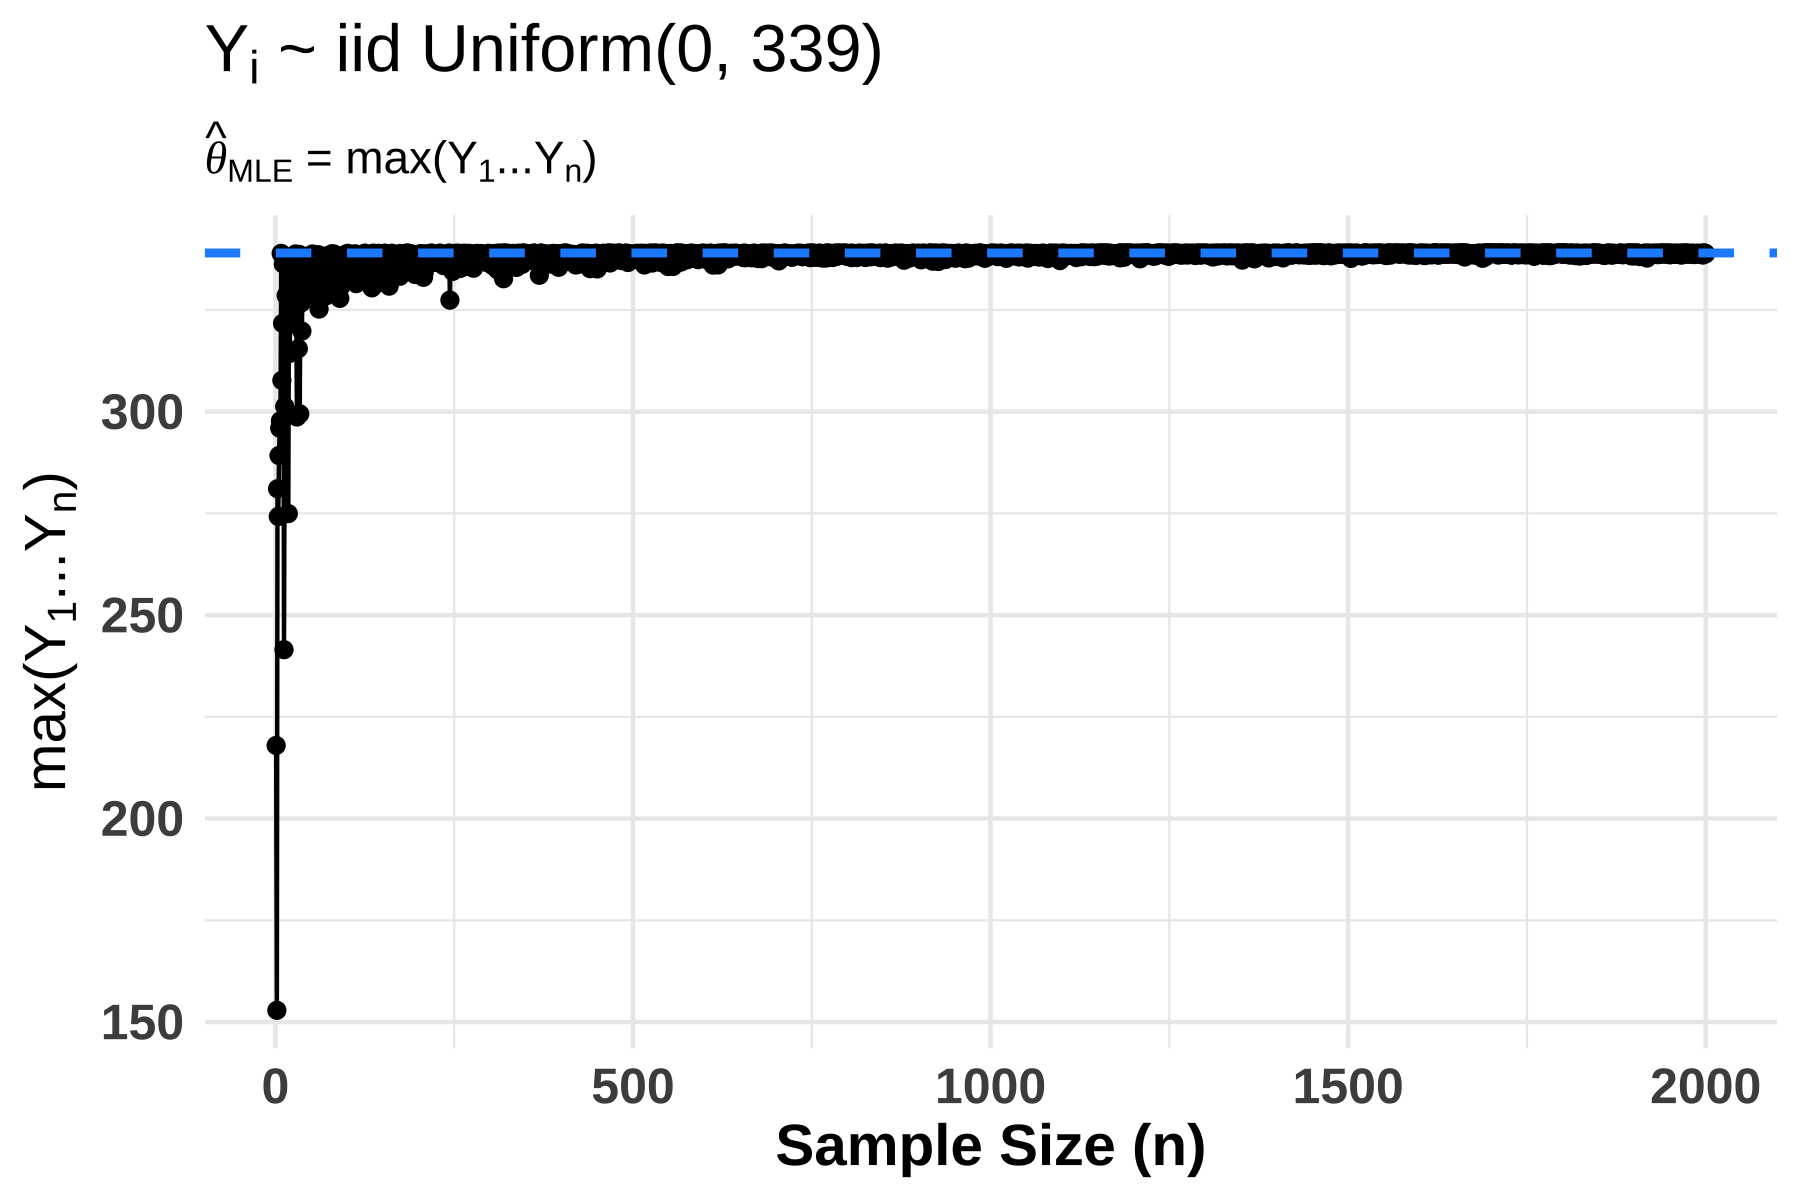 Yᵢ ~ iid Uniform(0, 339)
θ̂MLE = max(Y₁...Yₙ)
max(Y₁...Yₙ)
300
250
200
150
0 500 1000 1500 2000
Sample Size (n)